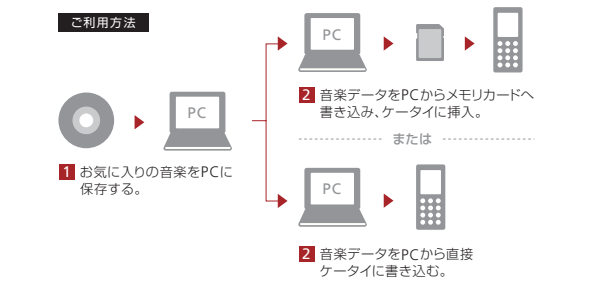 ご利用方法
PC
1 お気に入りの音楽をPCに
保存する。
PC
2 音楽データをPCからメモリカードへ
書き込み、ケータイに挿入。
または
PC
2 音楽データをPCから直接
ケータイに書き込む。